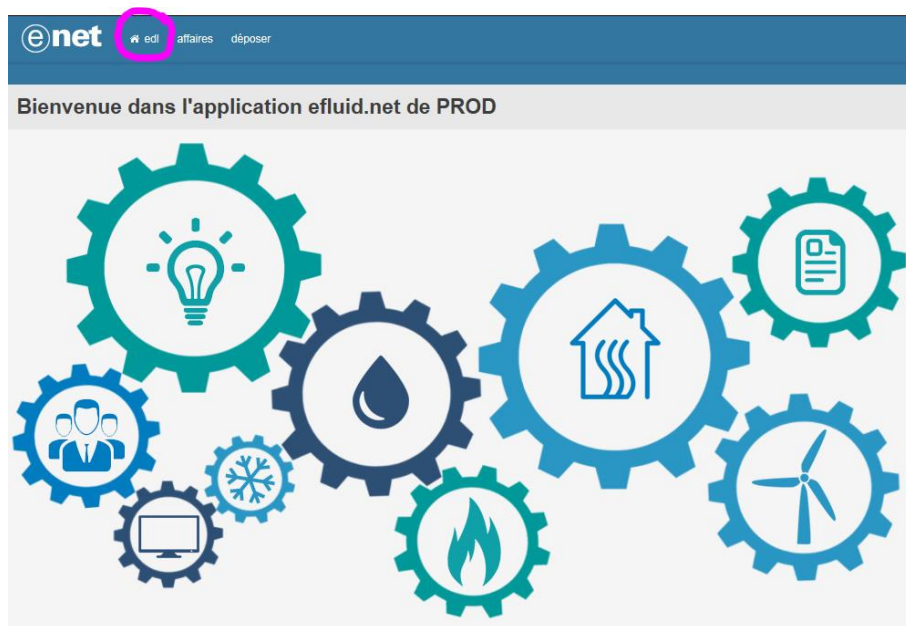 enet edl affaires déposer
Bienvenue dans l'application efluid.net de PROD